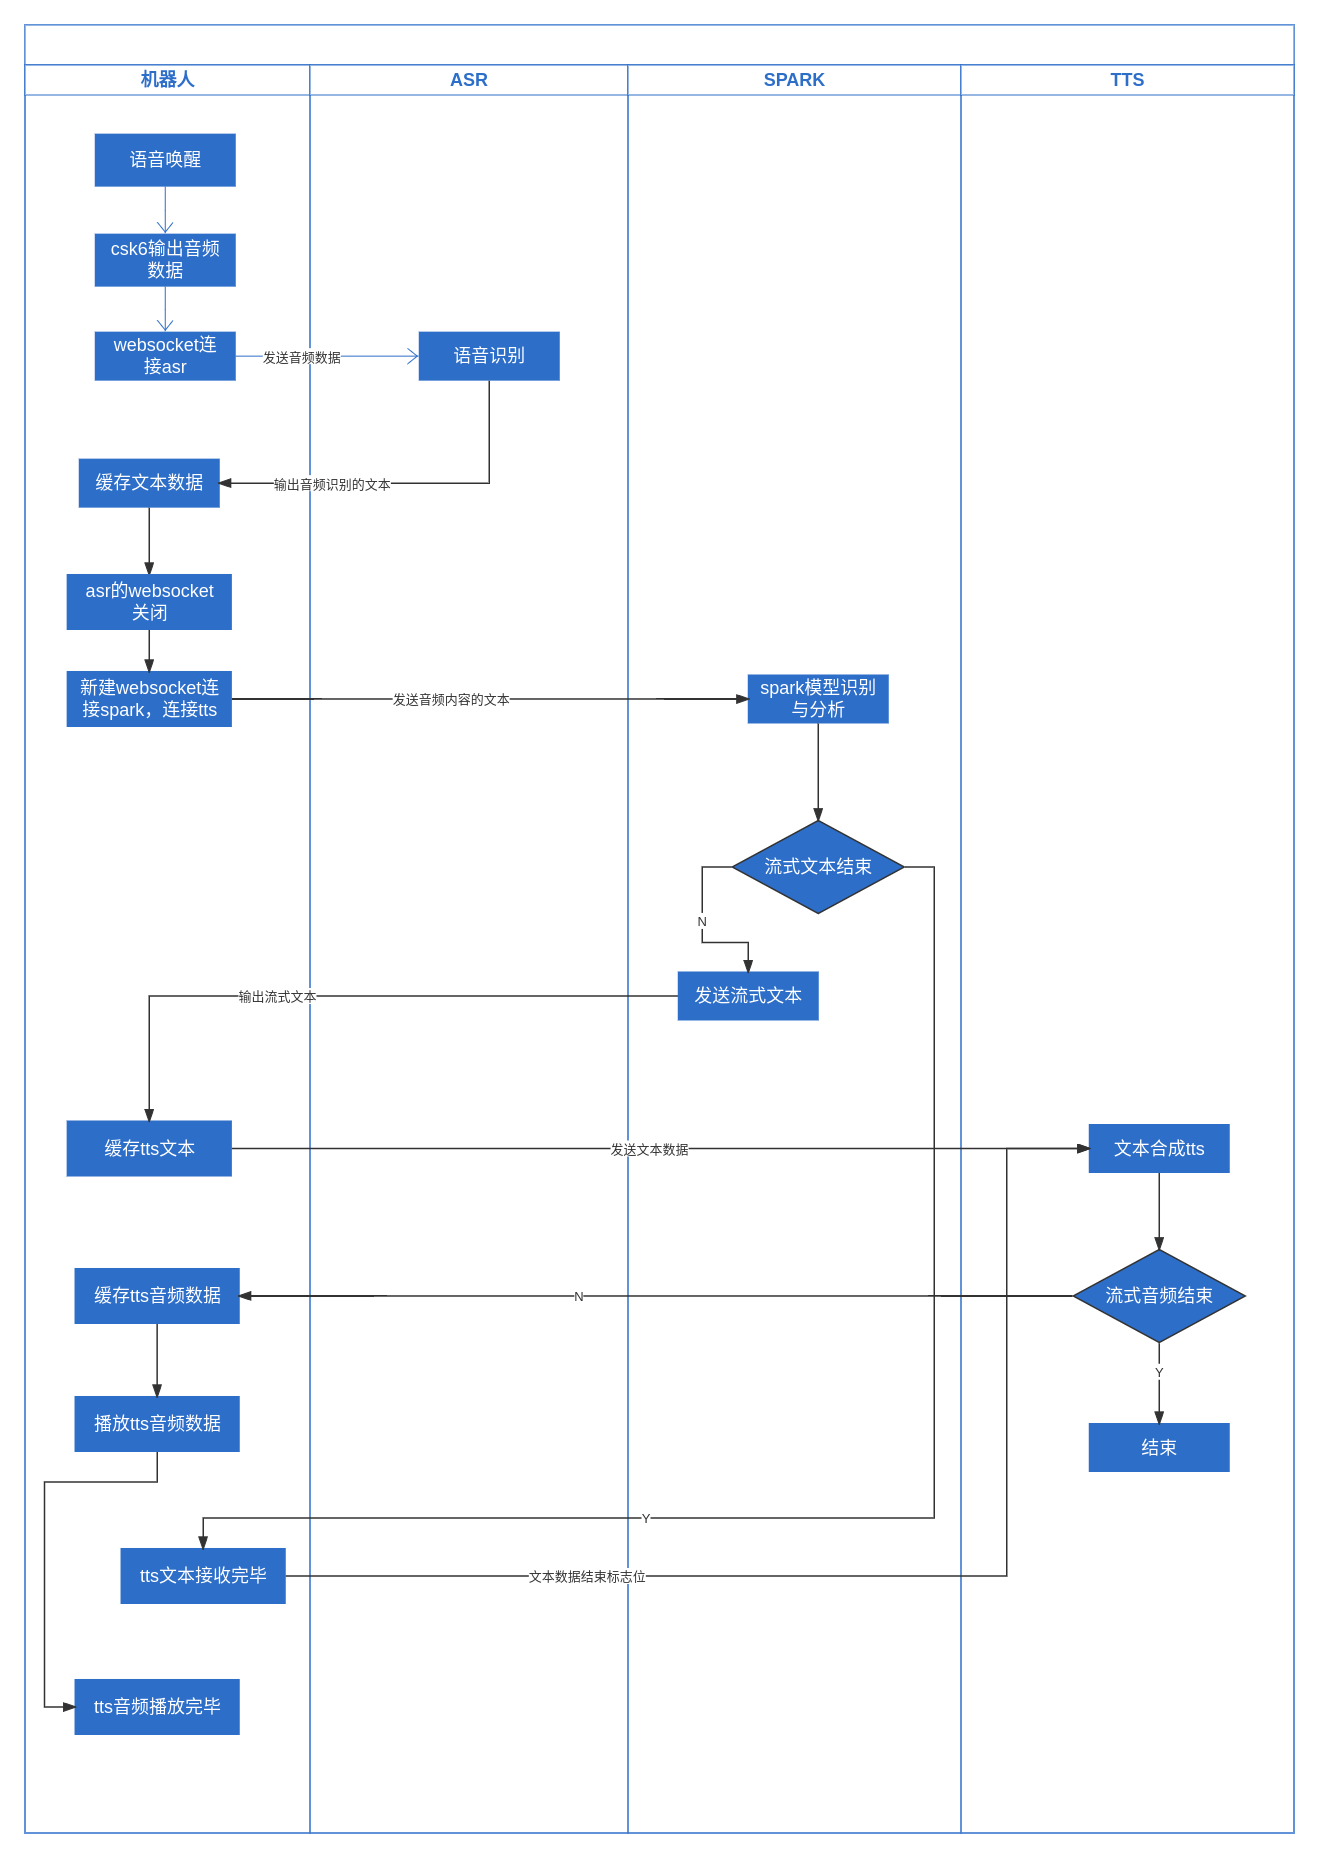 机器人
ASR
SPARK
TTS
语音唤醒
csk6输出音频
数据
websocket连
接asr
发送音频数据
语音识别
缓存文本数据
输出音频识别的文本
asr的websocket
关闭
新建websocket连
接spark，连接tts
发送音频内容的文本
spark模型识别
与分析
流式文本结束
N
发送流式文本
输出流式文本
缓存tts文本
发送文本数据
文本合成tts
缓存tts音频数据
N
流式音频结束
Y
播放tts音频数据
结束
Y
tts文本接收完毕
文本数据结束标志位
tts音频播放完毕